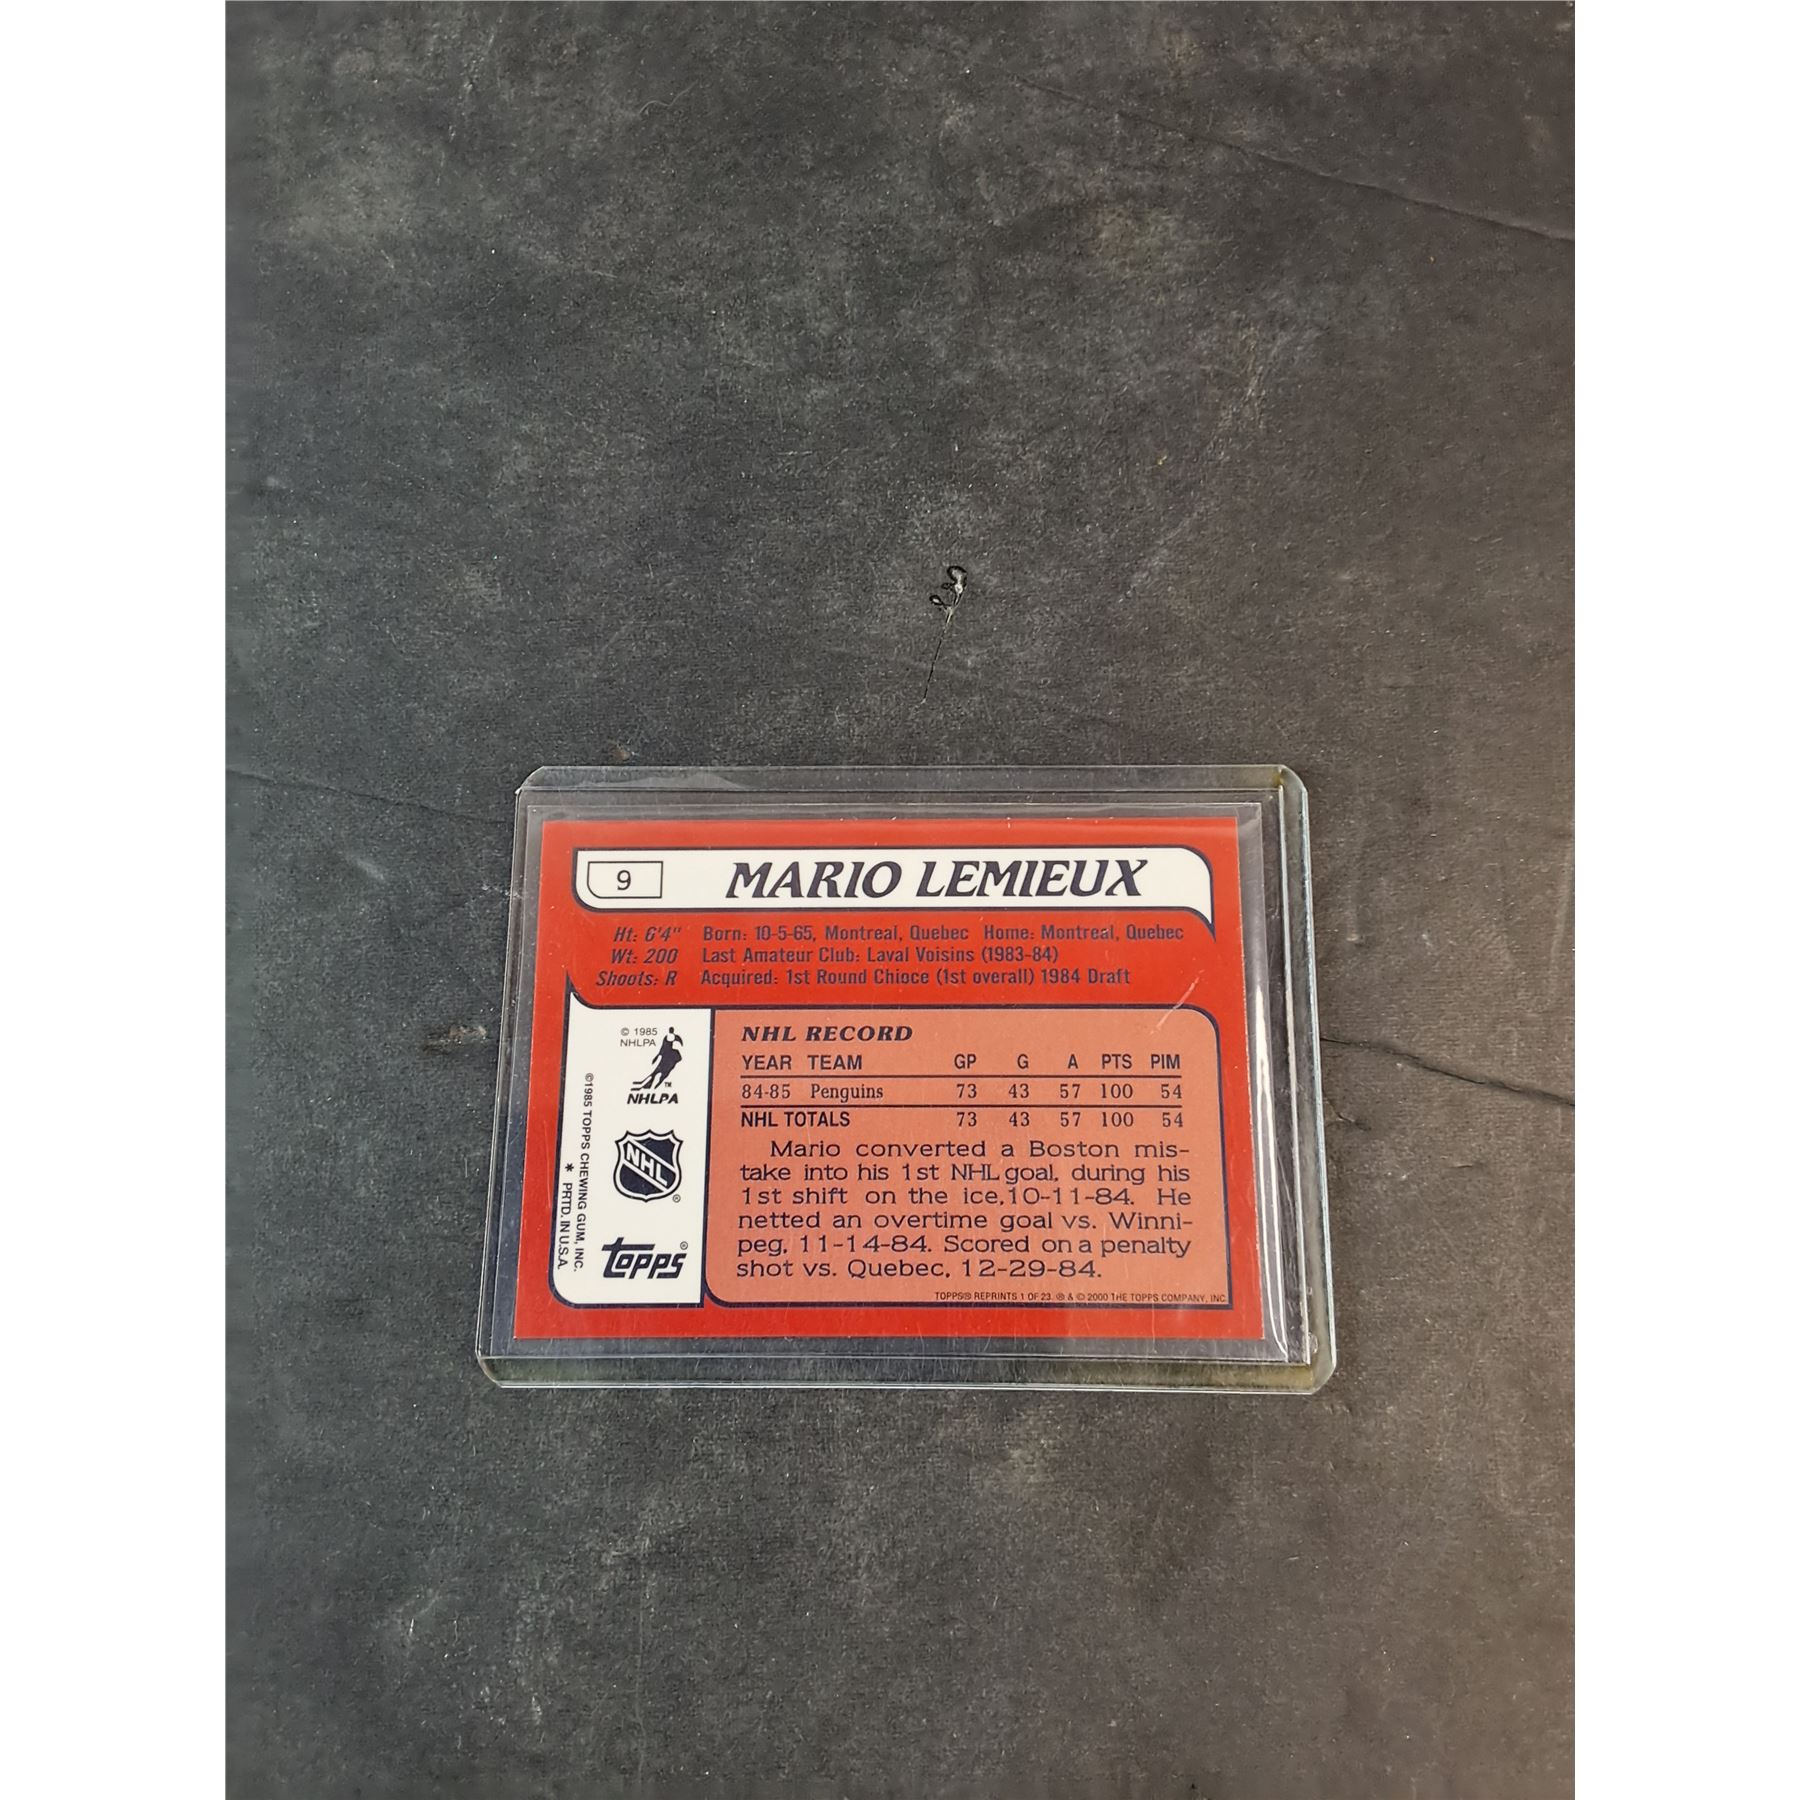 9
MARIO LEMIEUX
Ht: 6'4" Born: 10-5-65, Montreal, Quebec Home: Montreal, Quebec
Wt: 200 Last Amateur Club: Laval Voisins (1983-84)
Shoots: R Acquired: 1st Round Chioce (1st overall) 1984 Draft
© 1985
NHLPA
™
NHLPA
NHL
®
topps®
©1985 TOPPS CHEWING GUM, INC.
* PRTD. IN U.S.A.
NHL RECORD
YEAR TEAM GP G A PTS PIM
84-85 Penguins 73 43 57 100 54
NHL TOTALS 73 43 57 100 54
Mario converted a Boston mis-
take into his 1st NHL goal, during his
1st shift on the ice, 10-11-84. He
netted an overtime goal vs. Winni-
peg, 11-14-84. Scored on a penalty
shot vs. Quebec, 12-29-84.
TOPPS® REPRINTS 1 OF 23. ® & © 2000 THE TOPPS COMPANY, INC.